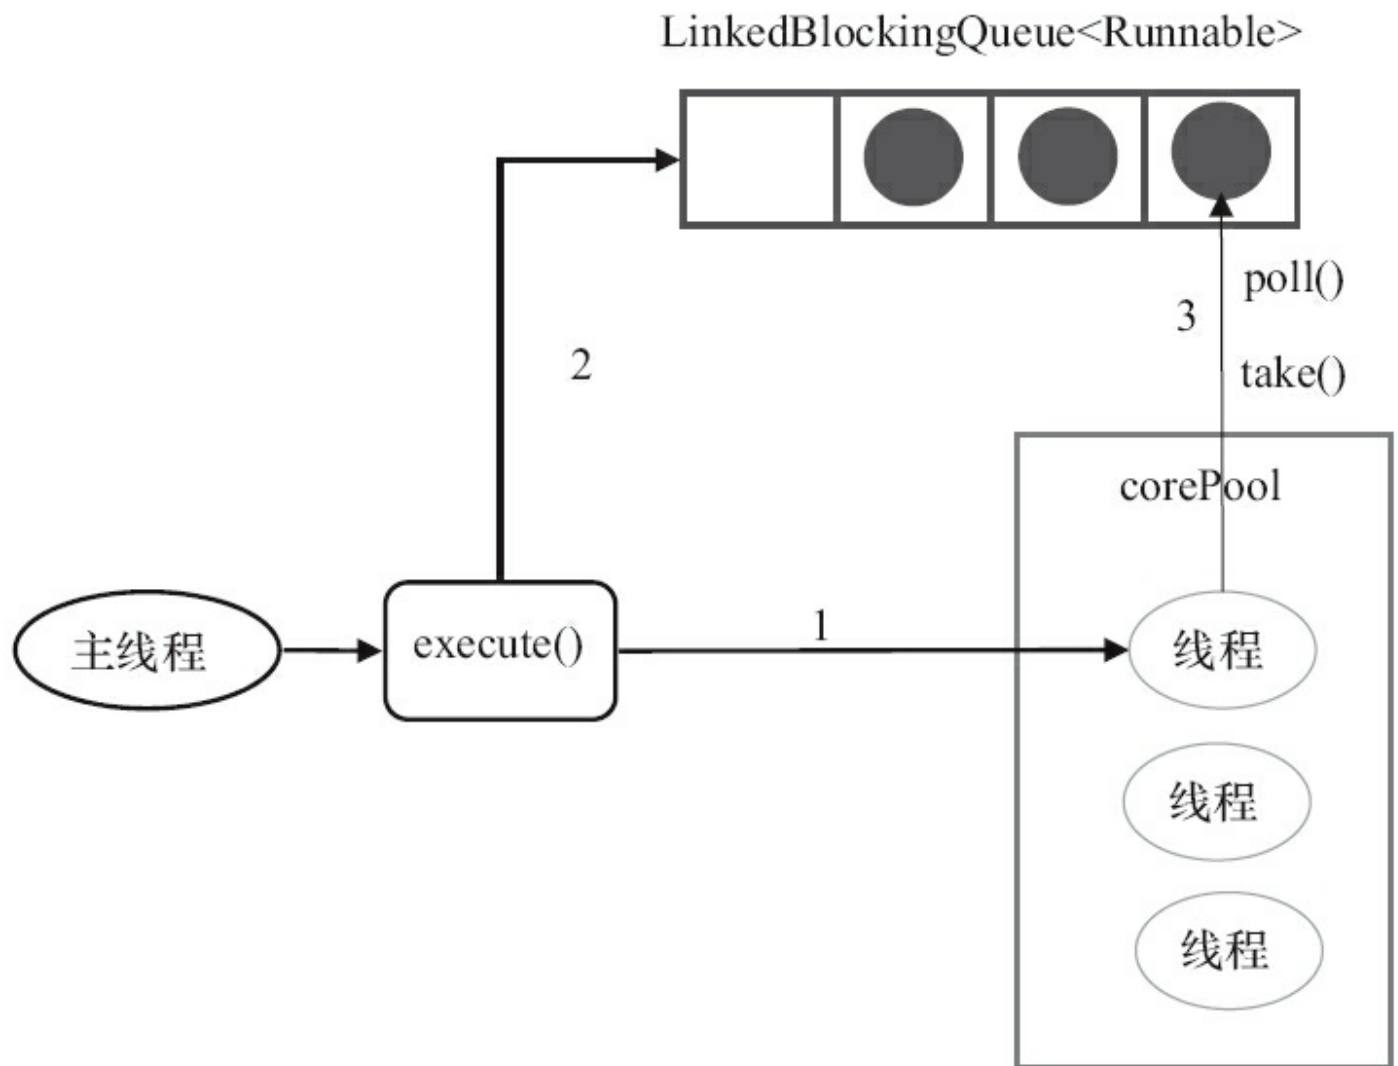 LinkedBlockingQueue<Runnable>
poll()
3
2
take()
corePool
主线程
execute()
1
线程
线程
线程